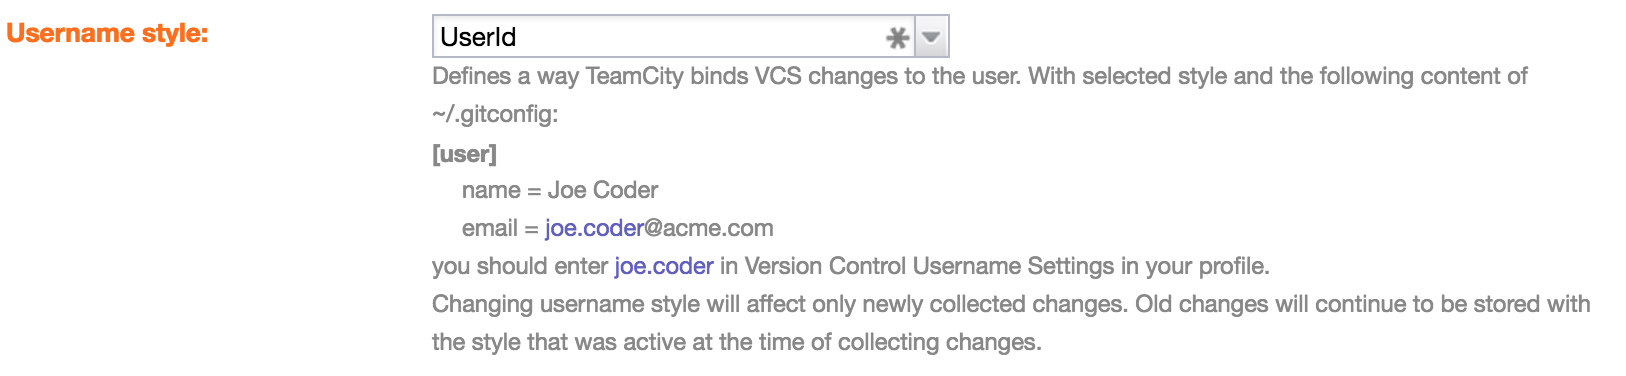 Username style:
UserId
Defines a way TeamCity binds VCS changes to the user. With selected style and the following content of
~/.gitconfig:
[user]
name = Joe Coder
email = joe.coder@acme.com
you should enter joe.coder in Version Control Username Settings in your profile.
Changing username style will affect only newly collected changes. Old changes will continue to be stored with
the style that was active at the time of collecting changes.